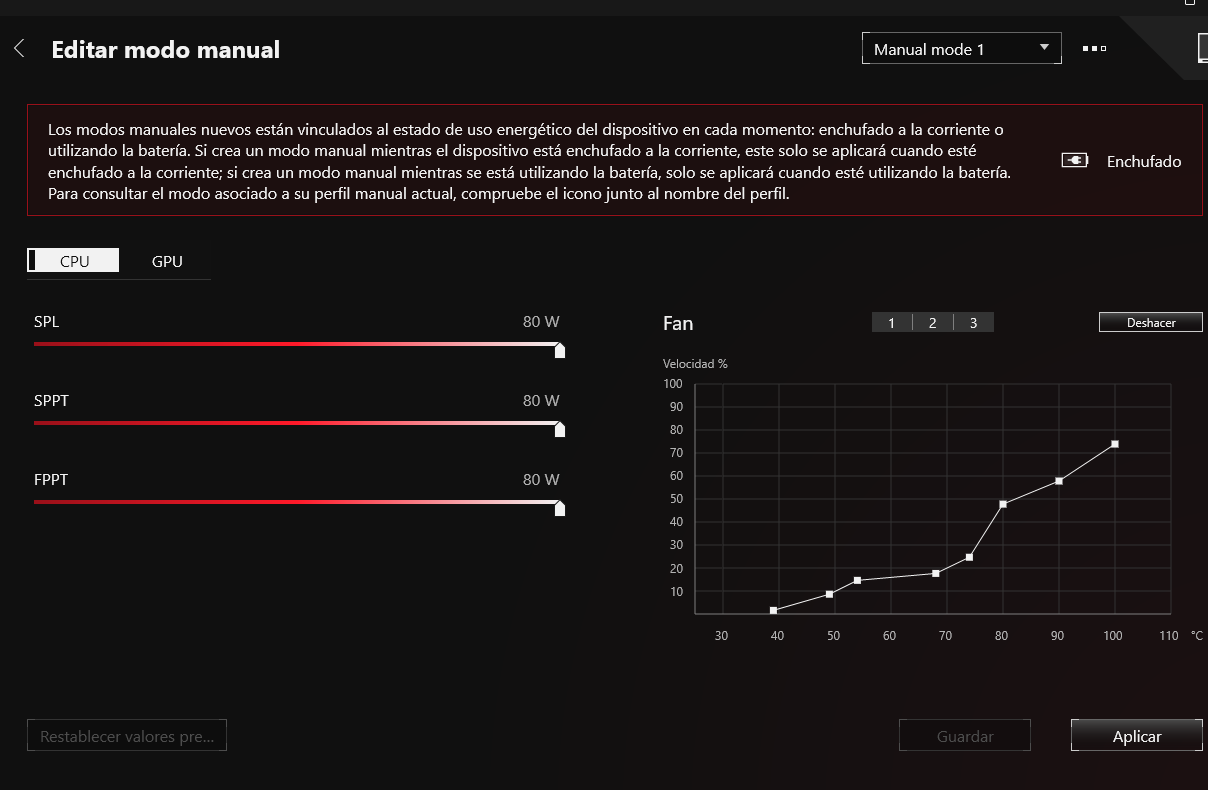 Editar modo manual
Manual mode 1
Los modos manuales nuevos están vinculados al estado de uso energético del dispositivo en cada momento: enchufado a la corriente o
utilizando la batería. Si crea un modo manual mientras el dispositivo está enchufado a la corriente, este solo se aplicará cuando esté
enchufado a la corriente; si crea un modo manual mientras se está utilizando la batería, solo se aplicará cuando esté utilizando la batería.
Para consultar el modo asociado a su perfil manual actual, compruebe el icono junto al nombre del perfil.
Enchufado
CPU GPU
SPL 80 W
SPPT 80 W
FPPT 80 W
Fan 1 2 3 Deshacer
Velocidad %
100
90
80
70
60
50
40
30
20
10
30 40 50 60 70 80 90 100 110 °C
Restablecer valores pre...
Guardar
Aplicar